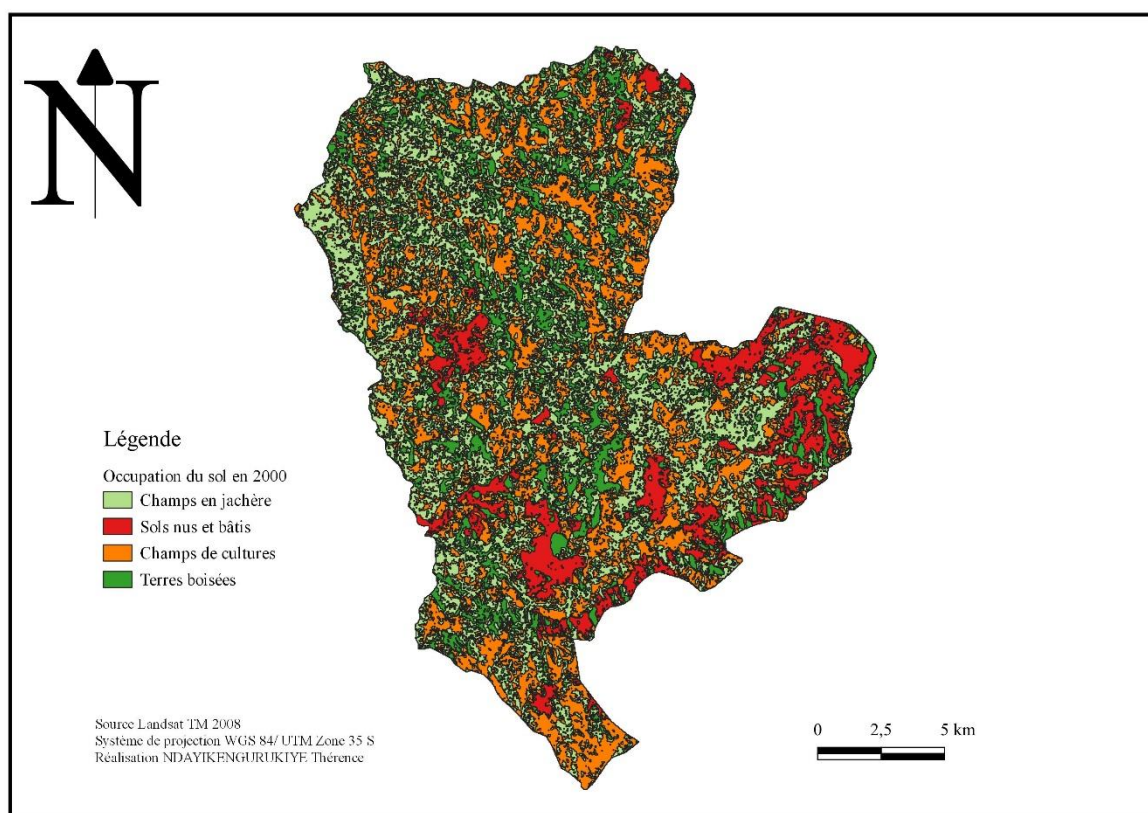 N
Légende
Occupation du sol en 2000
Champs en jachère
Sols nus et bâtis
Champs de cultures
Terres boisées
Source Landsat TM 2008
Système de projection WGS 84/ UTM Zone 35 S
Réalisation NDAYIKENGURUKIYE Thérence
0 2,5 5 km